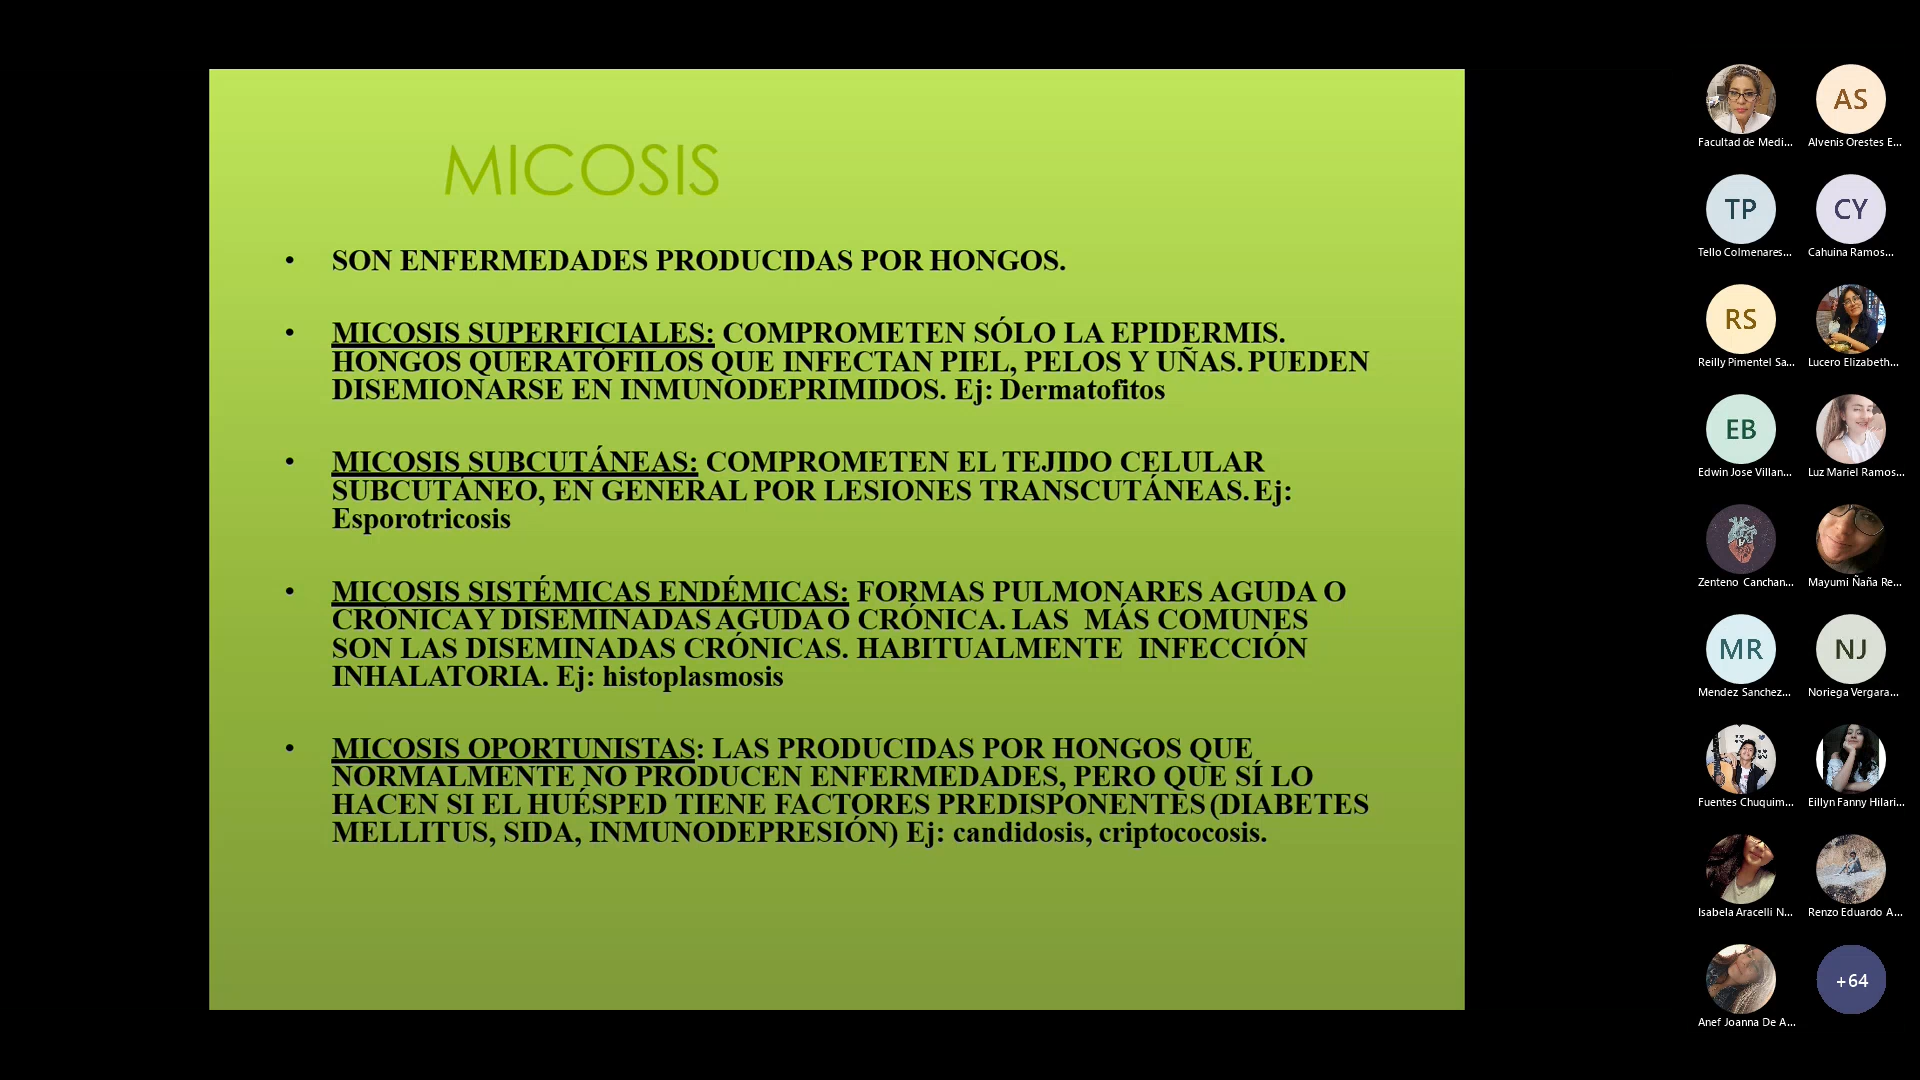 MICOSIS
• SON ENFERMEDADES PRODUCIDAS POR HONGOS.
• MICOSIS SUPERFICIALES: COMPROMETEN SÓLO LA EPIDERMIS.
HONGOS QUERATÓFILOS QUE INFECTAN PIEL, PELOS Y UÑAS. PUEDEN
DISEMIONARSE EN INMUNODEPRIMIDOS. Ej: Dermatofitos
• MICOSIS SUBCUTÁNEAS: COMPROMETEN EL TEJIDO CELULAR
SUBCUTÁNEO, EN GENERAL POR LESIONES TRANSCUTÁNEAS. Ej:
Esporotricosis
• MICOSIS SISTÉMICAS ENDÉMICAS: FORMAS PULMONARES AGUDA O
CRÓNICA Y DISEMINADAS AGUDA O CRÓNICA. LAS MÁS COMUNES
SON LAS DISEMINADAS CRÓNICAS. HABITUALMENTE INFECCIÓN
INHALATORIA. Ej: histoplasmosis
• MICOSIS OPORTUNISTAS: LAS PRODUCIDAS POR HONGOS QUE
NORMALMENTE NO PRODUCEN ENFERMEDADES, PERO QUE SÍ LO
HACEN SI EL HUÉSPED TIENE FACTORES PREDISPONENTES (DIABETES
MELLITUS, SIDA, INMUNODEPRESIÓN) Ej: candidosis, criptococosis.
AS
Facultad de Medi... Alvenis Orestes E...
TP CY
Tello Colmenares... Cahuina Ramos...
RS
Reilly Pimentel Sa... Lucero Elizabeth...
EB
Edwin Jose Villan... Luz Mariel Ramos...
Zenteno Canchan... Mayumi Ñaña Re...
MR NJ
Mendez Sanchez... Noriega Vergara...
Fuentes Chuquim... Eillyn Fanny Hilari...
Isabela Aracelli N... Renzo Eduardo A...
+64
Anef Joanna De A...